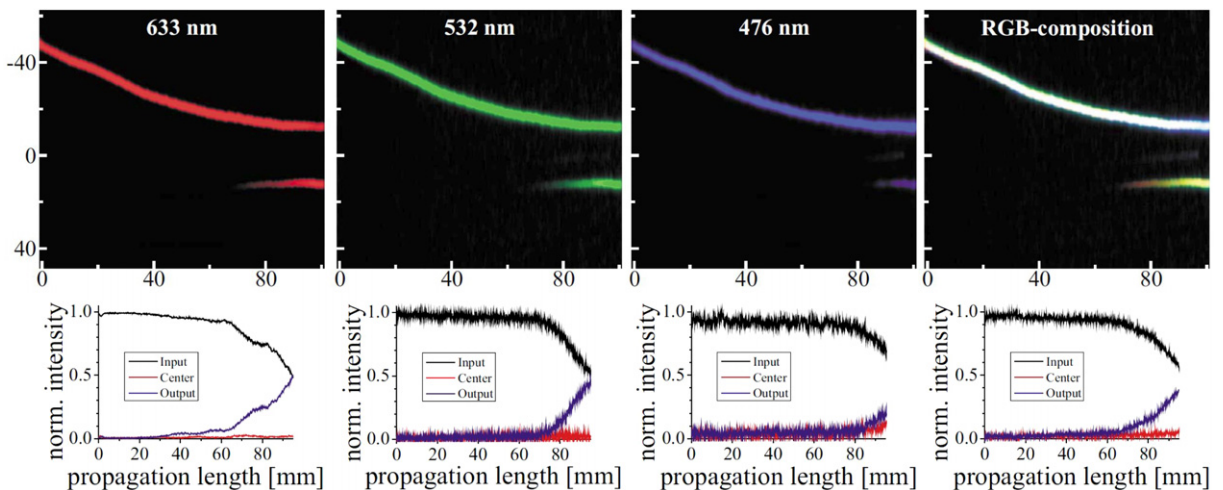 633 nm
532 nm
476 nm
RGB-composition
-40
0
40
0 40 80
0 40 80
0 40 80
0 40 80
norm. intensity
1.0
0.5
0.0
Input
Center
Output
0 20 40 60 80
propagation length [mm]
norm. intensity
1.0
0.5
0.0
Input
Center
Output
0 20 40 60 80
propagation length [mm]
norm. intensity
1.0
0.5
0.0
Input
Center
Output
0 20 40 60 80
propagation length [mm]
norm. intensity
1.0
0.5
0.0
Input
Center
Output
0 20 40 60 80
propagation length [mm]